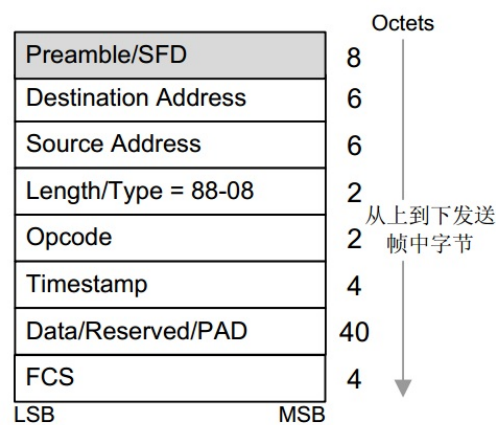 Octets
Preamble/SFD 8
Destination Address 6
Source Address 6
Length/Type = 88-08 2
从上到下发送
Opcode 2
帧中字节
Timestamp 4
Data/Reserved/PAD 40
FCS 4
LSB MSB